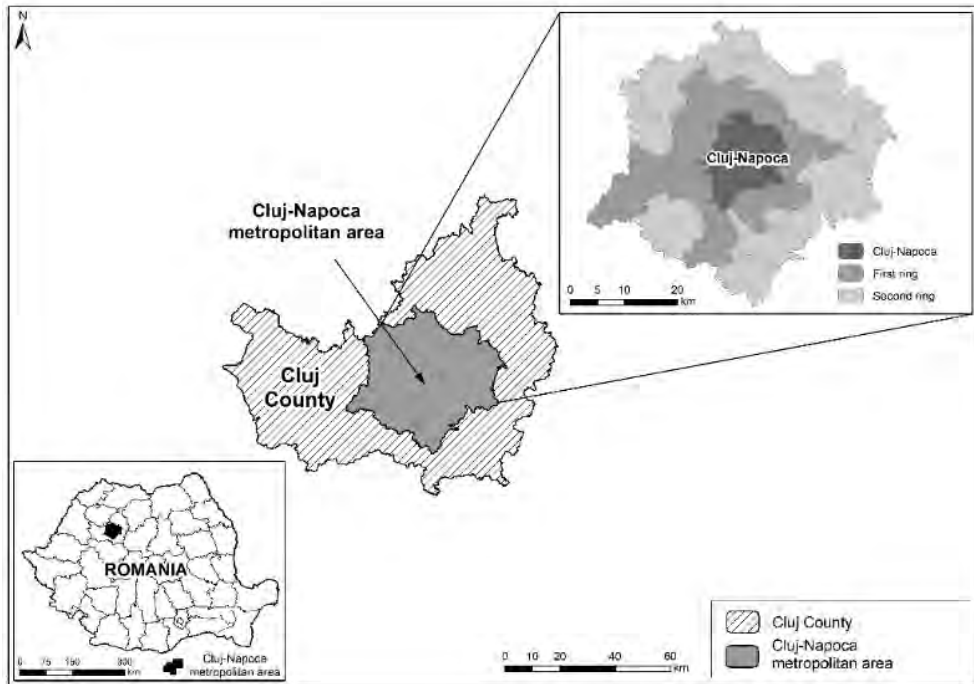 N
Cluj-Napoca
Cluj-Napoca
First ring
Second ring
0 5 10 20
km
Cluj-Napoca
metropolitan area
Cluj
County
ROMANIA
0 75 150 300
km
Cluj-Napoca
metropolitan area
0 10 20 40 60
km
Cluj County
Cluj-Napoca
metropolitan area